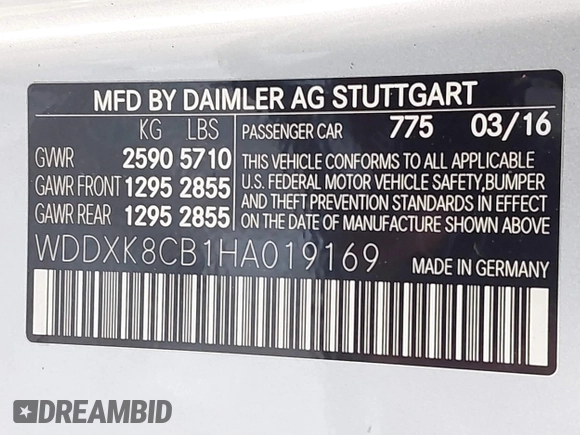 MFD BY DAIMLER AG STUTTGART
KG LBS PASSENGER CAR 775 03/16
GVWR 2590 5710 THIS VEHICLE CONFORMS TO ALL APPLICABLE
GAWR FRONT 1295 2855 U.S. FEDERAL MOTOR VEHICLE SAFETY, BUMPER
GAWR REAR 1295 2855 AND THEFT PREVENTION STANDARDS IN EFFECT
ON THE DATE OF MANUFACTURE SHOWN ABOVE
WDDXK8CB1HA019169 MADE IN GERMANY
DREAMBID